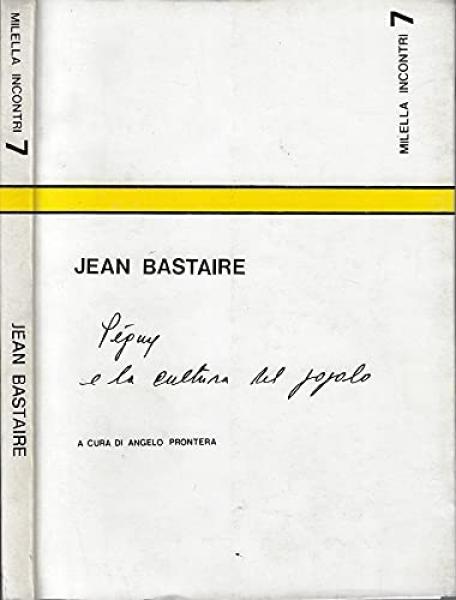 MILELLA INCONTRI 7
JEAN BASTAIRE
MILELLA INCONTRI 7
JEAN BASTAIRE
Péguy
e la cultura del popolo
A CURA DI ANGELO PRONTERA